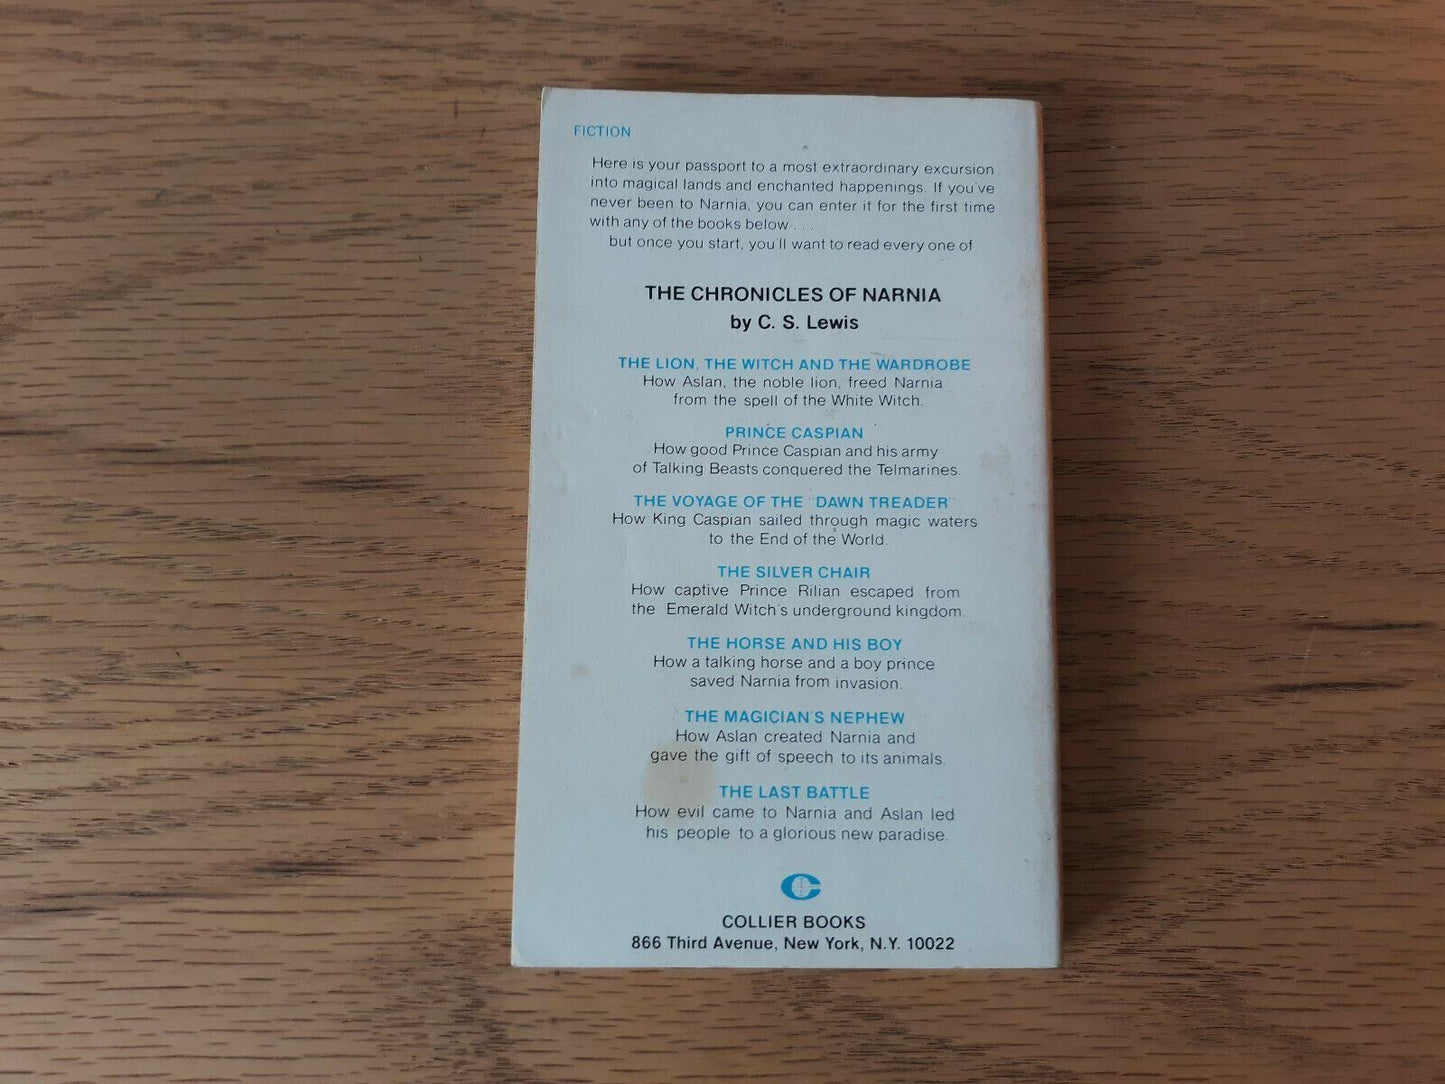 FICTION
Here is your passport to a most extraordinary excursion
into magical lands and enchanted happenings. If you've
never been to Narnia, you can enter it for the first time
with any of the books below . . .
but once you start, you'll want to read every one of
THE CHRONICLES OF NARNIA
by C. S. Lewis
THE LION, THE WITCH AND THE WARDROBE
How Aslan, the noble lion, freed Narnia
from the spell of the White Witch.
PRINCE CASPIAN
How good Prince Caspian and his army
of Talking Beasts conquered the Telmarines.
THE VOYAGE OF THE "DAWN TREADER"
How King Caspian sailed through magic waters
to the End of the World.
THE SILVER CHAIR
How captive Prince Rilian escaped from
the Emerald Witch's underground kingdom.
THE HORSE AND HIS BOY
How a talking horse and a boy prince
saved Narnia from invasion.
THE MAGICIAN'S NEPHEW
How Aslan created Narnia and
gave the gift of speech to its animals.
THE LAST BATTLE
How evil came to Narnia and Aslan led
his people to a glorious new paradise.
COLLIER BOOKS
866 Third Avenue, New York, N.Y. 10022